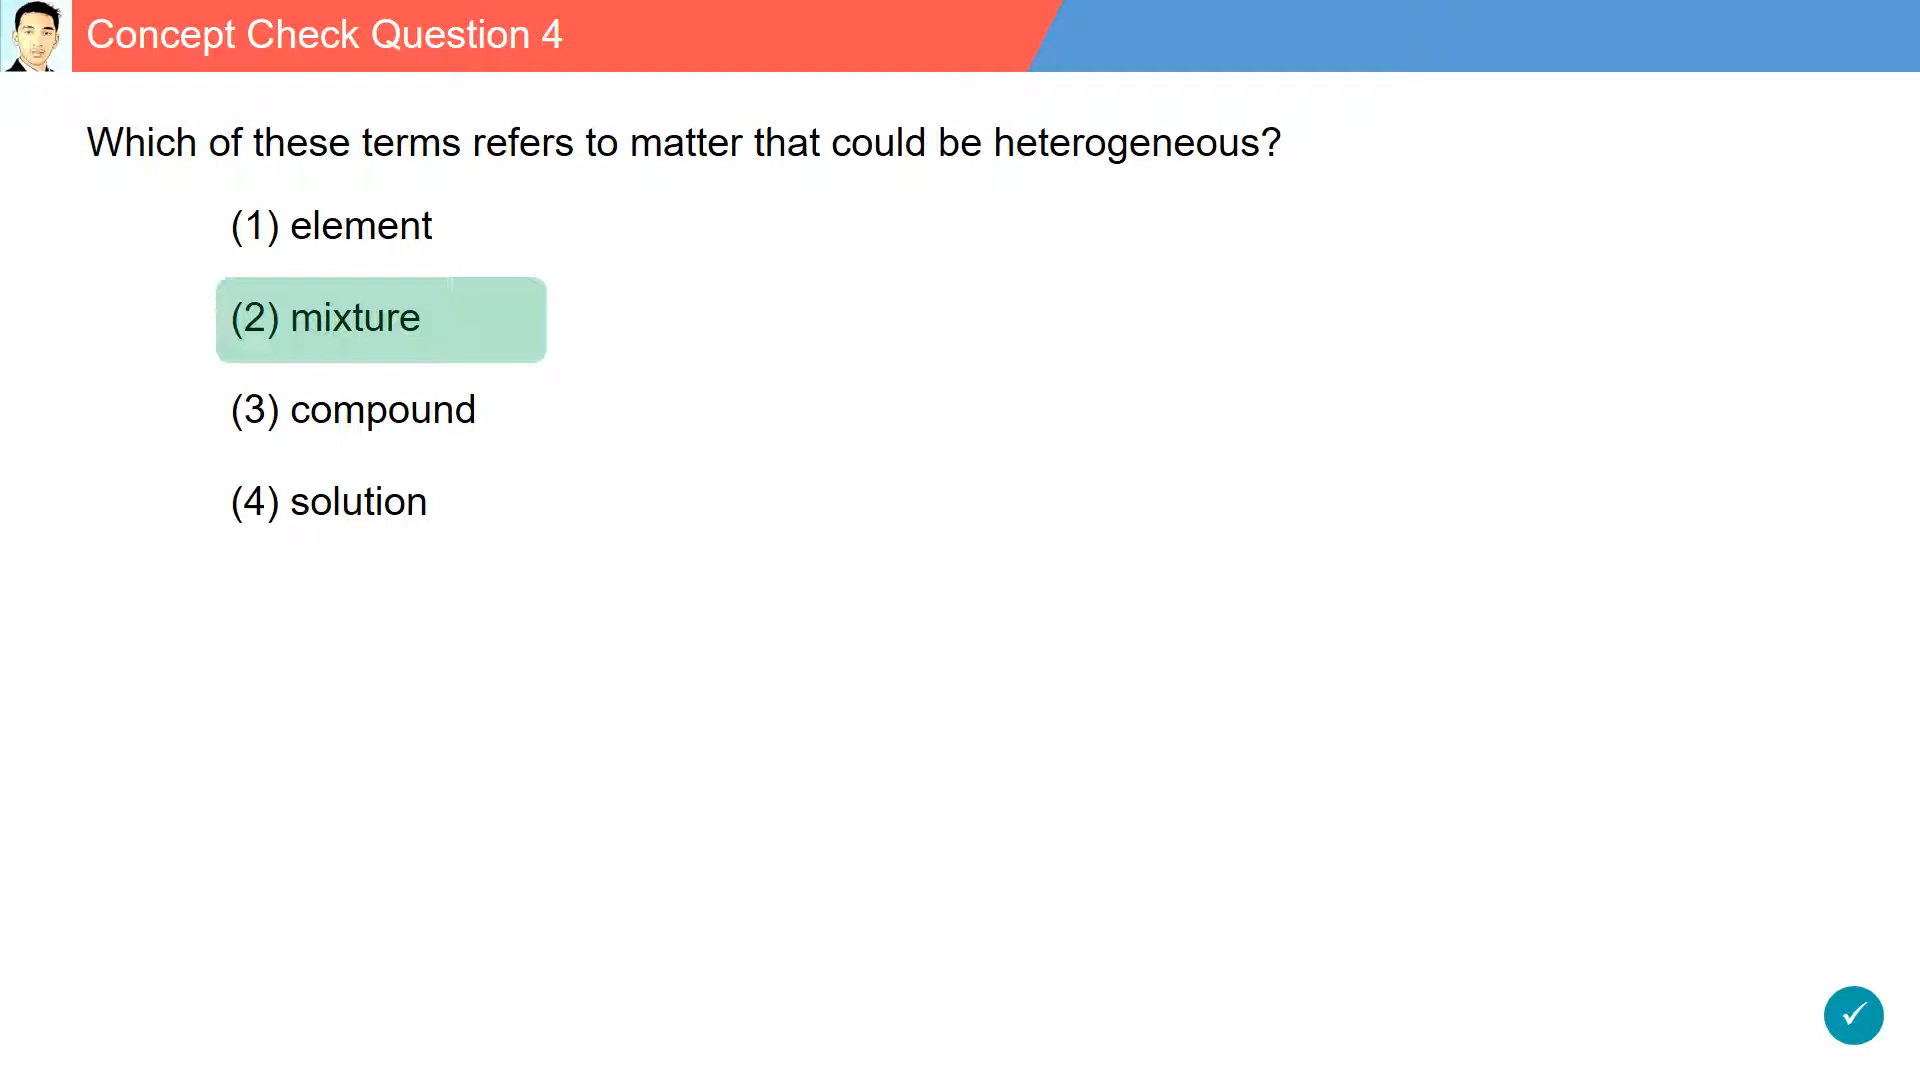 Concept Check Question 4
Which of these terms refers to matter that could be heterogeneous?
(1) element
(2) mixture
(3) compound
(4) solution